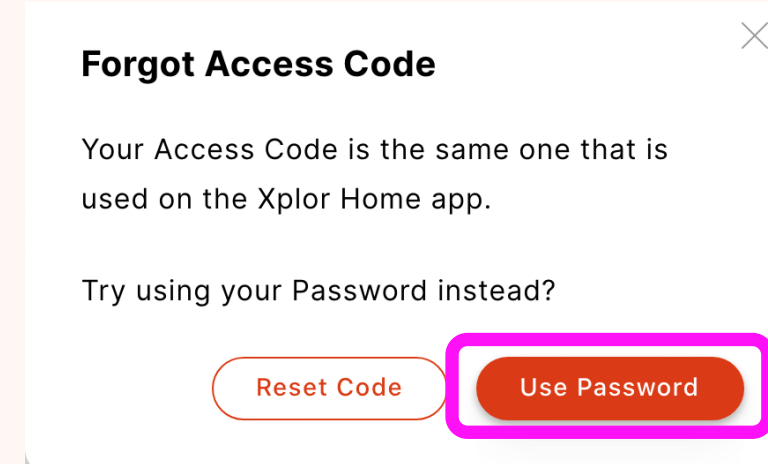 Forgot Access Code
Your Access Code is the same one that is
used on the Xplor Home app.
Try using your Password instead?
Reset Code
Use Password